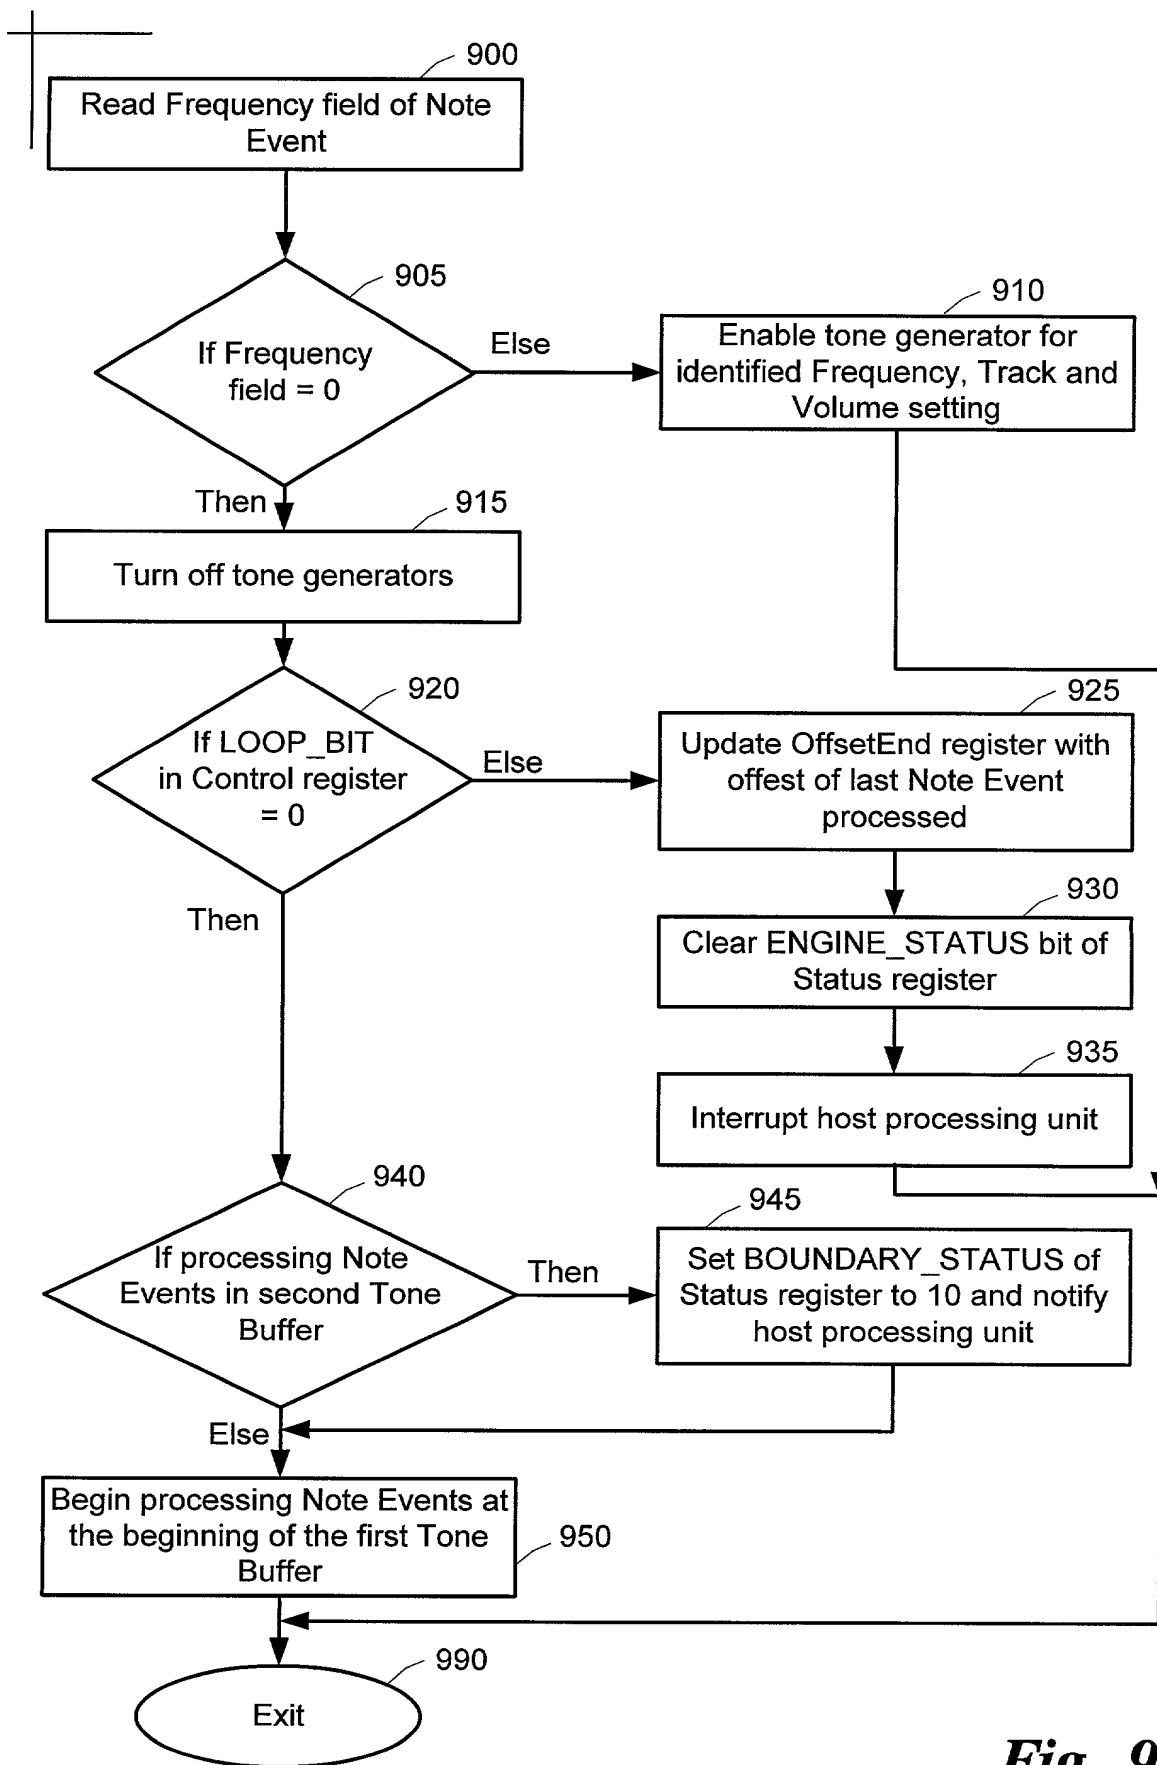 900
Read Frequency field of Note
Event
905
If Frequency
field = 0
Else
910
Enable tone generator for
identified Frequency, Track and
Volume setting
Then
915
Turn off tone generators
920
If LOOP_BIT
in Control register
= 0
Else
925
Update OffsetEnd register with
offest of last Note Event
processed
Then
930
Clear ENGINE_STATUS bit of
Status register
935
Interrupt host processing unit
940
If processing Note
Events in second Tone
Buffer
Then
945
Set BOUNDARY_STATUS of
Status register to 10 and notify
host processing unit
Else
Begin processing Note Events at
the beginning of the first Tone
Buffer
950
990
Exit
Fig. 9